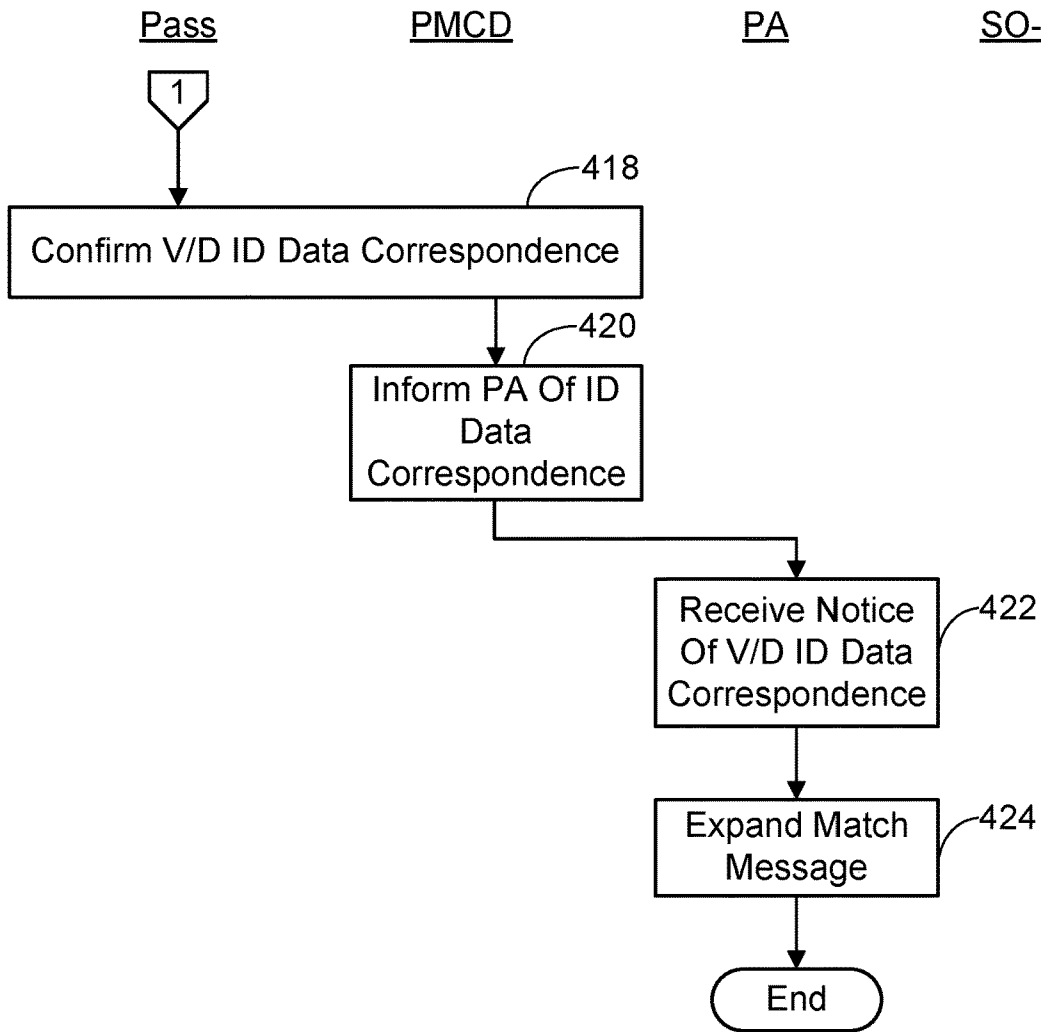 Pass PMCD PA SO-
1
418
Confirm V/D ID Data Correspondence
420
Inform PA Of ID
Data
Correspondence
Receive Notice
Of V/D ID Data
Correspondence
422
Expand Match
Message
424
End